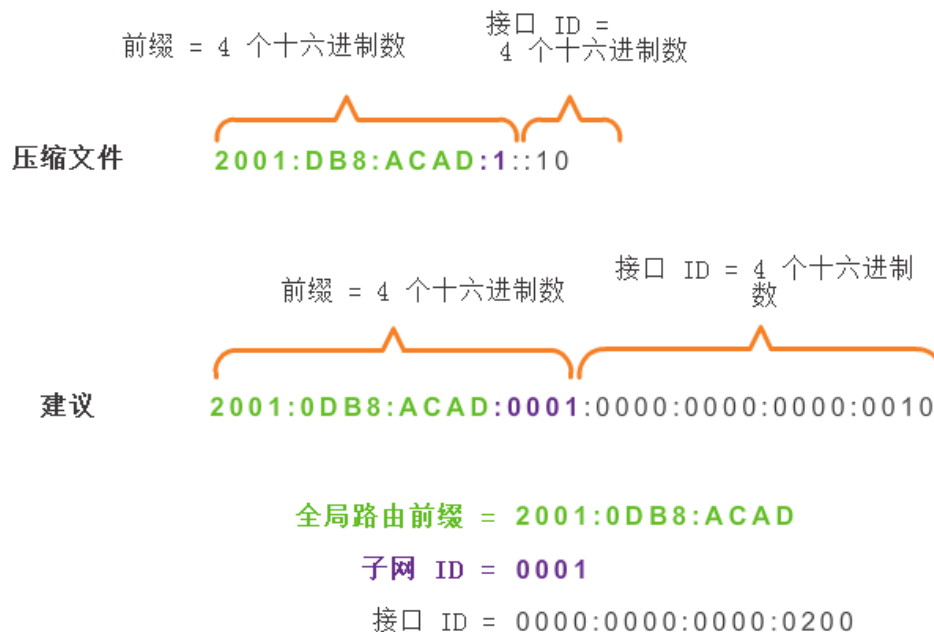 前缀 = 4 个十六进制数
接口 ID =
4 个十六进制数
压缩文件
2001:DB8:ACAD:1::10
前缀 = 4 个十六进制数
接口 ID = 4 个十六进制
数
建议
2001:0DB8:ACAD:0001:0000:0000:0000:0010
全局路由前缀 = 2001:0DB8:ACAD
子网 ID = 0001
接口 ID = 0000:0000:0000:0200